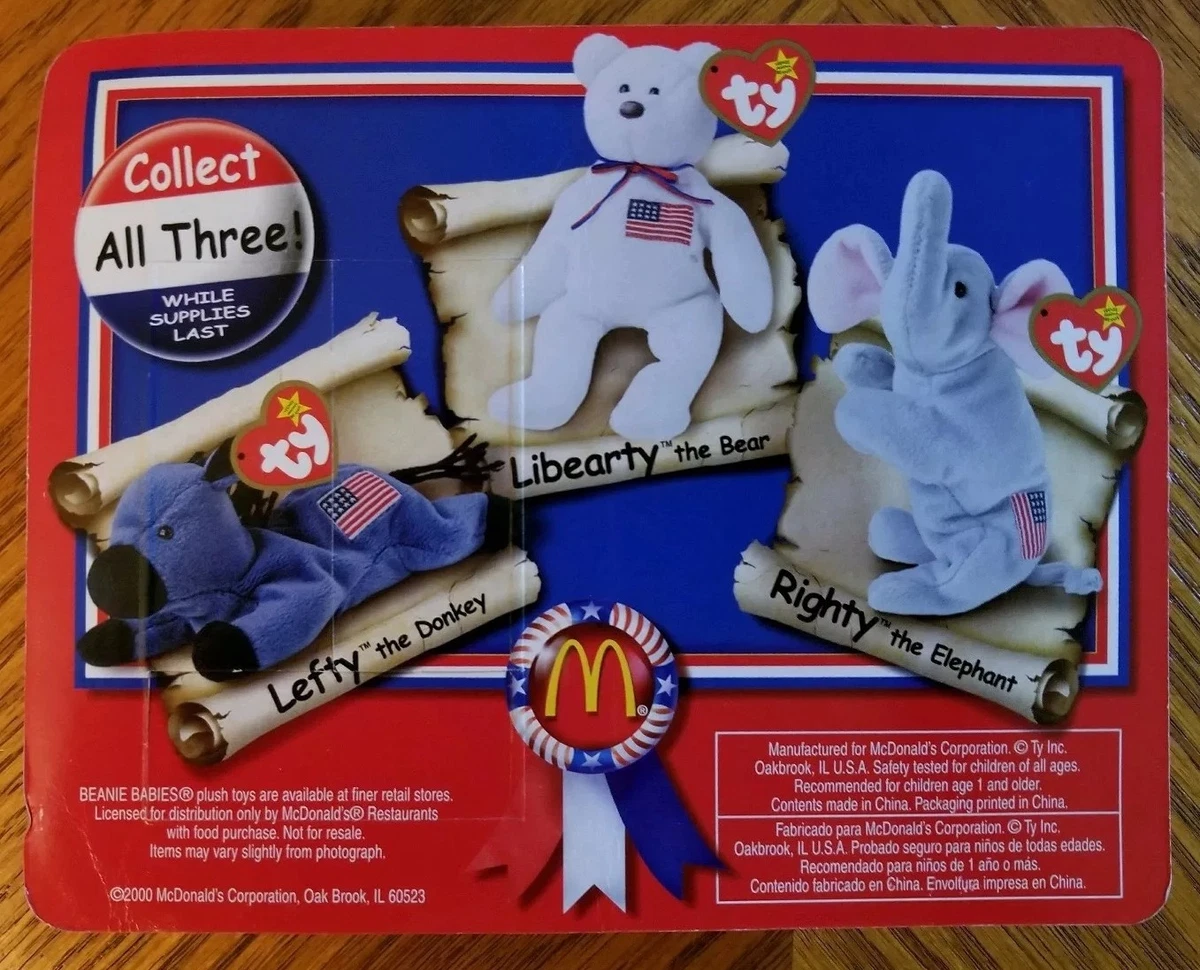 Collect
All Three!
WHILE
SUPPLIES
LAST
ty
ty
ty
Libearty™ the Bear
Lefty™ the Donkey
Righty™ the Elephant
M®
BEANIE BABIES® plush toys are available at finer retail stores.
Licensed for distribution only by McDonald's® Restaurants
with food purchase. Not for resale.
Items may vary slightly from photograph.
©2000 McDonald's Corporation, Oak Brook, IL 60523
Manufactured for McDonald's Corporation. © Ty Inc.
Oakbrook, IL U.S.A. Safety tested for children of all ages.
Recommended for children age 1 and older.
Contents made in China. Packaging printed in China.
Fabricado para McDonald's Corporation. © Ty Inc.
Oakbrook, IL U.S.A. Probado seguro para niños de todas edades.
Recomendado para niños de 1 año o más.
Contenido fabricado en China. Envoltura impresa en China.